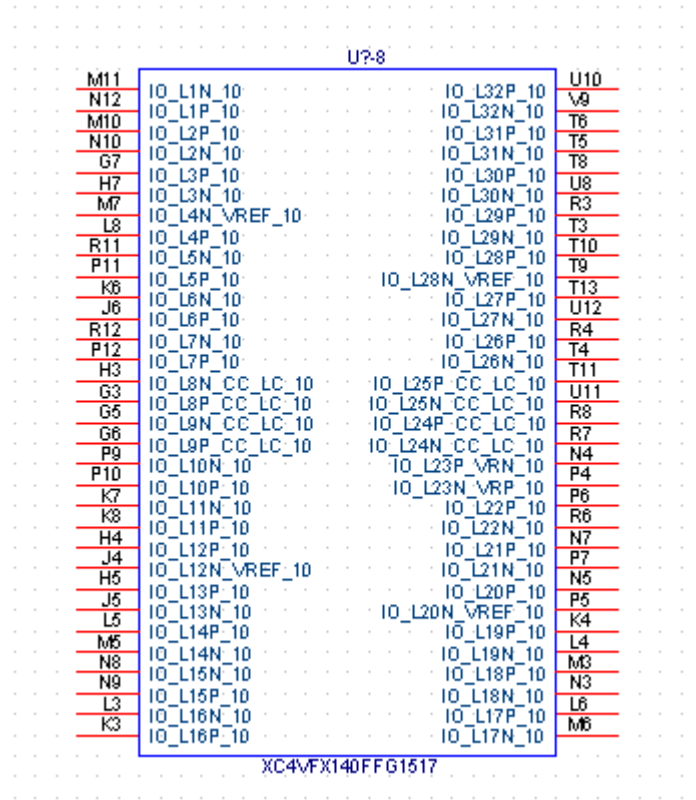 U?-8
M11 IO_L1N_10 IO_L32P_10 U10
N12 IO_L1P_10 IO_L32N_10 V9
M10 IO_L2P_10 IO_L31P_10 T6
N10 IO_L2N_10 IO_L31N_10 T5
G7 IO_L3P_10 IO_L30P_10 T8
H7 IO_L3N_10 IO_L30N_10 U8
M7 IO_L4N_VREF_10 IO_L29P_10 R3
L8 IO_L4P_10 IO_L29N_10 T3
R11 IO_L5N_10 IO_L28P_10 T10
P11 IO_L5P_10 IO_L28N_VREF_10 T9
K6 IO_L6N_10 IO_L27P_10 T13
J6 IO_L6P_10 IO_L27N_10 U12
R12 IO_L7N_10 IO_L26P_10 R4
P12 IO_L7P_10 IO_L26N_10 T4
H3 IO_L8N_CC_LC_10 IO_L25P_CC_LC_10 T11
G3 IO_L8P_CC_LC_10 IO_L25N_CC_LC_10 U11
G5 IO_L9N_CC_LC_10 IO_L24P_CC_LC_10 R8
G6 IO_L9P_CC_LC_10 IO_L24N_CC_LC_10 R7
P9 IO_L10N_10 IO_L23P_VRN_10 N4
P10 IO_L10P_10 IO_L23N_VRP_10 P4
K7 IO_L11N_10 IO_L22P_10 P6
K8 IO_L11P_10 IO_L22N_10 R6
H4 IO_L12P_10 IO_L21P_10 N7
J4 IO_L12N_VREF_10 IO_L21N_10 P7
H5 IO_L13P_10 IO_L20P_10 N5
J5 IO_L13N_10 IO_L20N_VREF_10 P5
L5 IO_L14P_10 IO_L19P_10 K4
M5 IO_L14N_10 IO_L19N_10 L4
N8 IO_L15N_10 IO_L18P_10 M3
N9 IO_L15P_10 IO_L18N_10 N3
L3 IO_L16N_10 IO_L17P_10 L6
K3 IO_L16P_10 IO_L17N_10 M6
XC4VFX140FFG1517